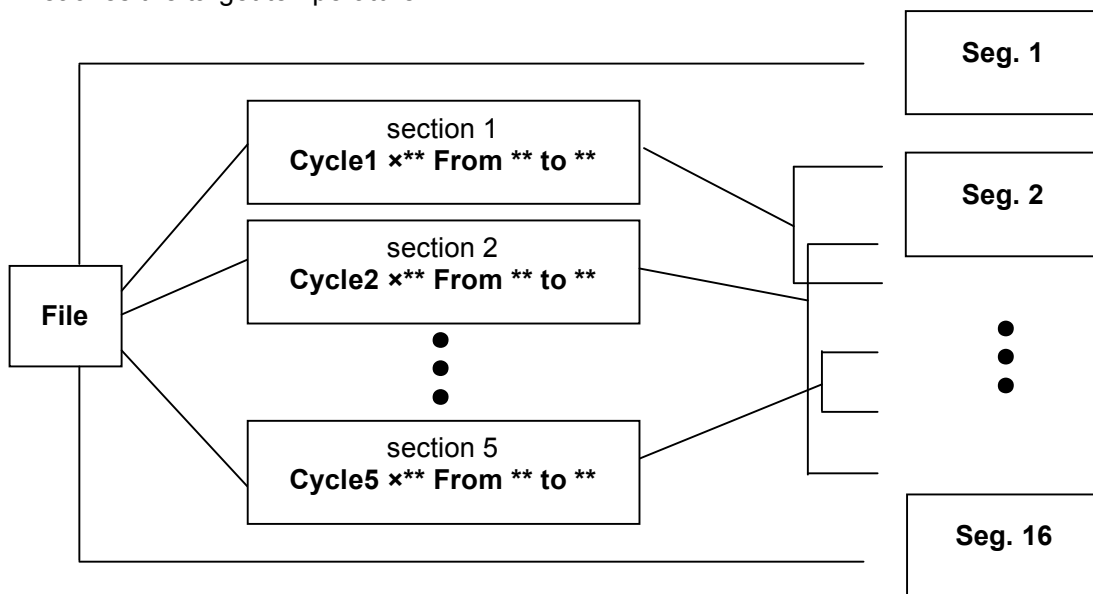 Seg. 1
section 1
Cycle1 ×** From ** to **
Seg. 2
section 2
Cycle2 ×** From ** to **
File
section 5
Cycle5 ×** From ** to **
Seg. 16